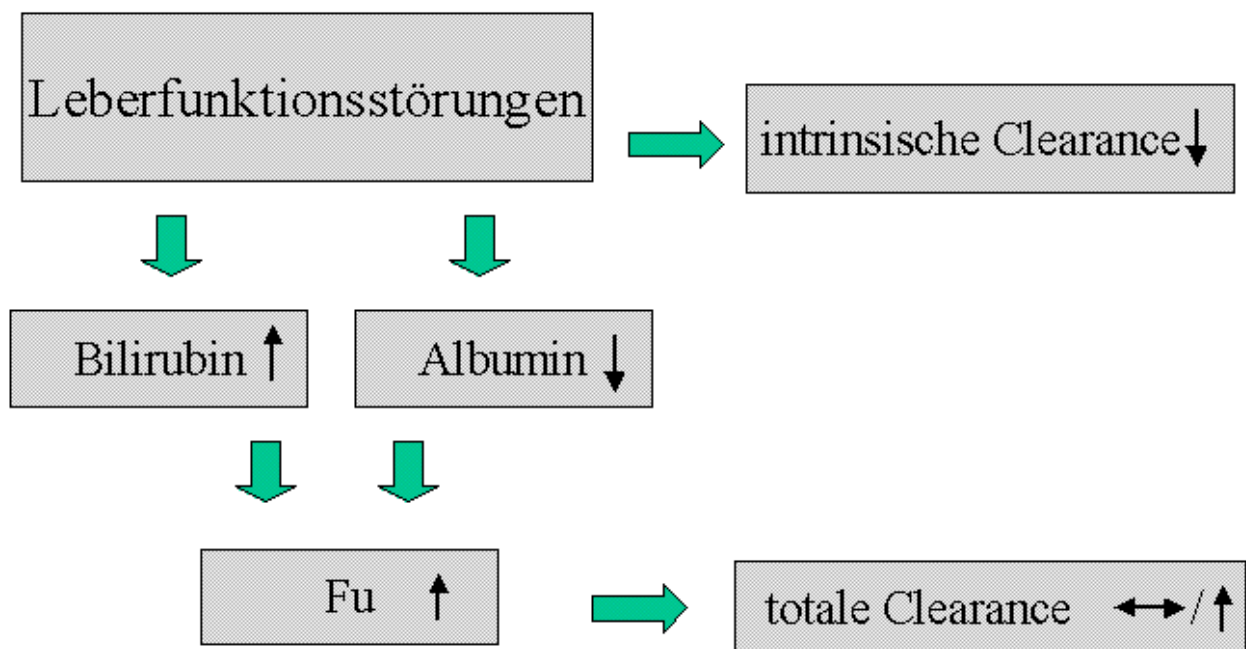 Leberfunktionsstörungen
intrinsische Clearance ↓
Bilirubin ↑
Albumin ↓
Fu ↑
totale Clearance ↔/↑